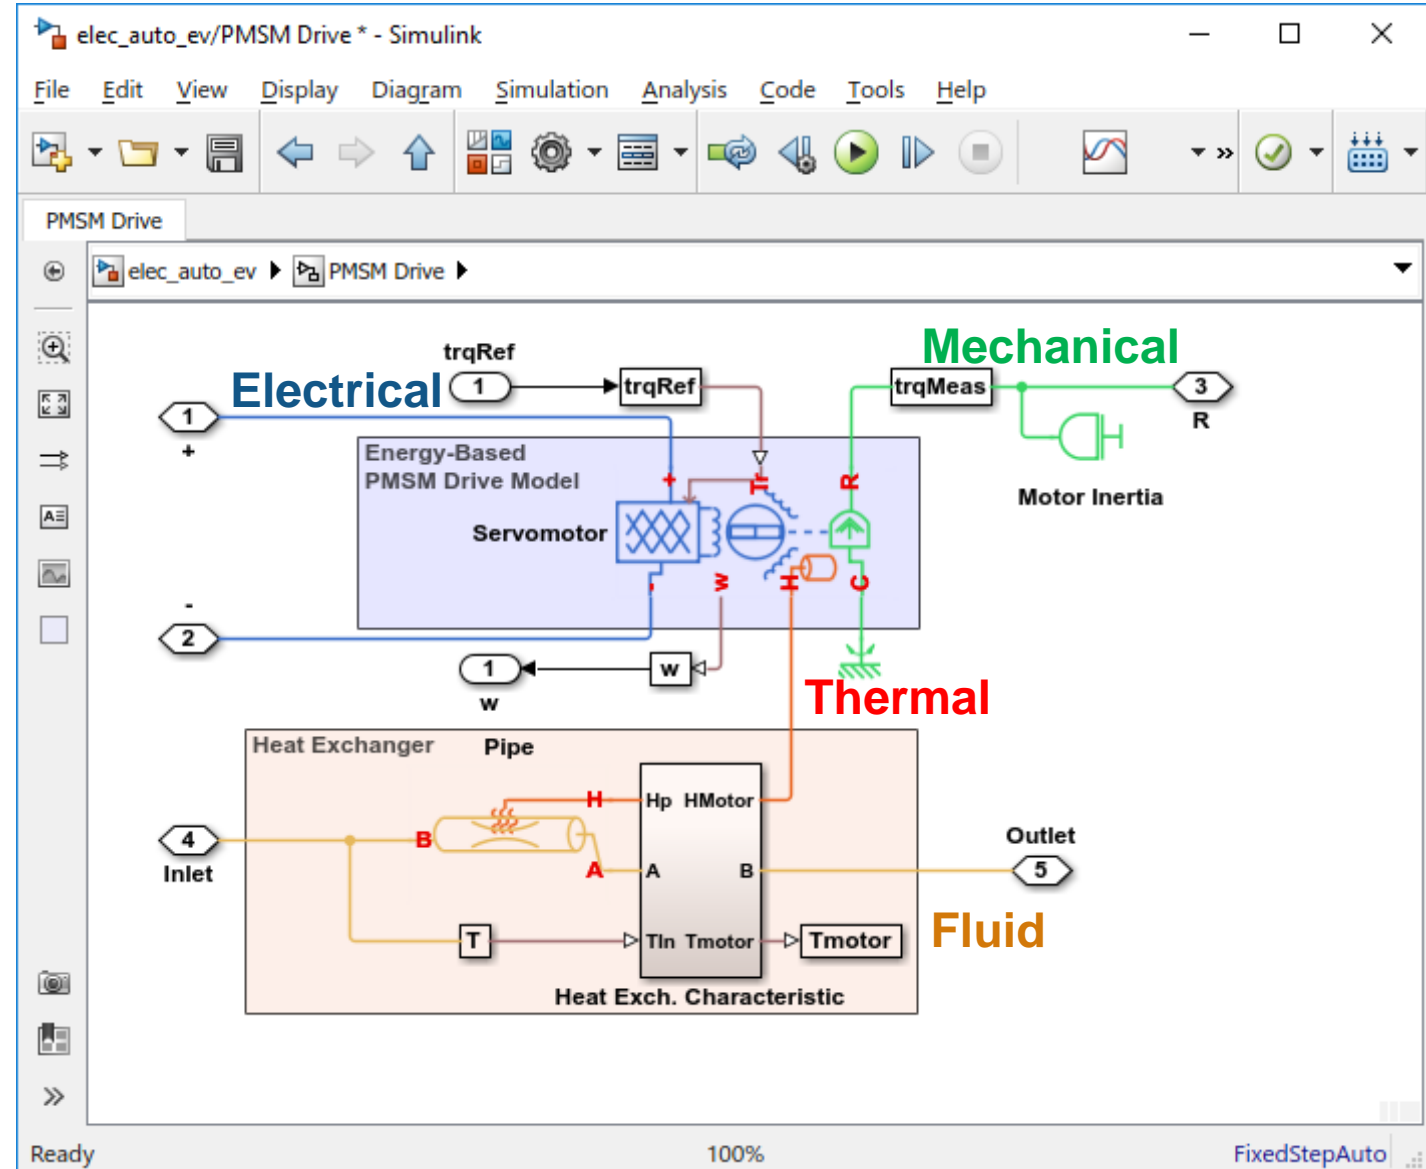 elec_auto_ev/PMSM Drive * - Simulink
File Edit View Display Diagram Simulation Analysis Code Tools Help
PMSM Drive
elec_auto_ev PMSM Drive
trqRef
Mechanical
Electrical
1
trqRef
trqMeas
3
R
1
+
Energy-Based
PMSM Drive Model
Motor Inertia
Servomotor
+
Tr
R
-
w
H
C
-
2
1
w
w
Thermal
Heat Exchanger
Pipe
H
Hp HMotor
4
Inlet
B
A
A
B
Outlet
5
T
TIn Tmotor
Tmotor
Fluid
Heat Exch. Characteristic
Ready 100% FixedStepAuto